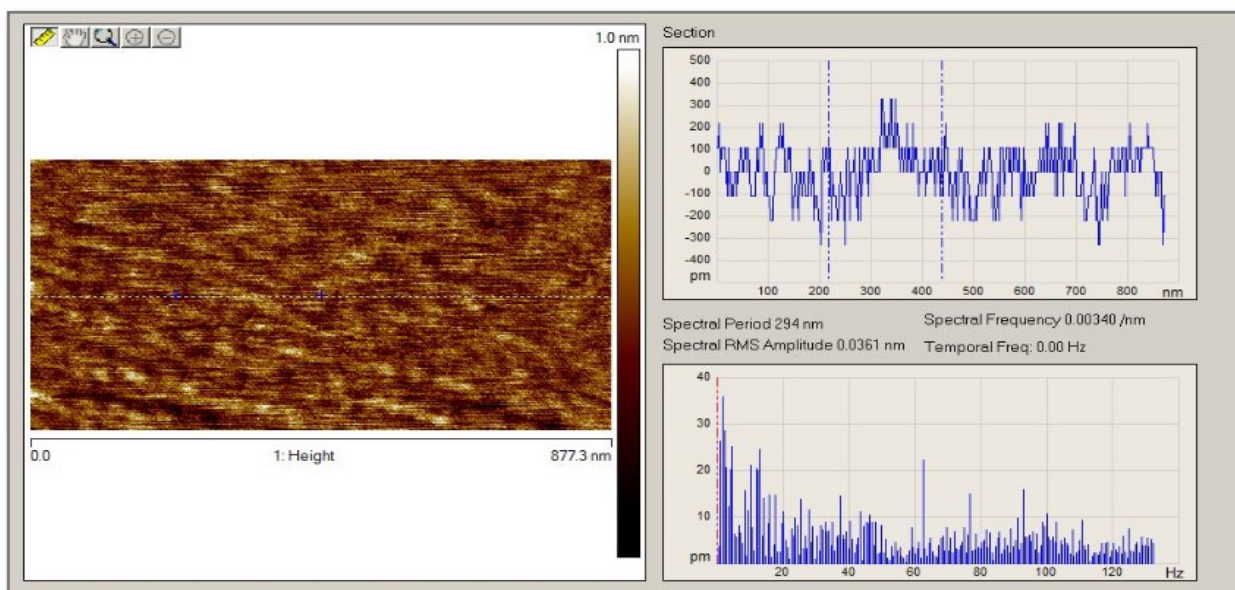 1.0 nm
0.0 1: Height 877.3 nm
Section
500
400
300
200
100
0
-100
-200
-300
-400
pm
100 200 300 400 500 600 700 800 nm
Spectral Period 294 nm Spectral Frequency 0.00340 /nm
Spectral RMS Amplitude 0.0361 nm Temporal Freq: 0.00 Hz
40
30
20
10
pm
20 40 60 80 100 120 Hz